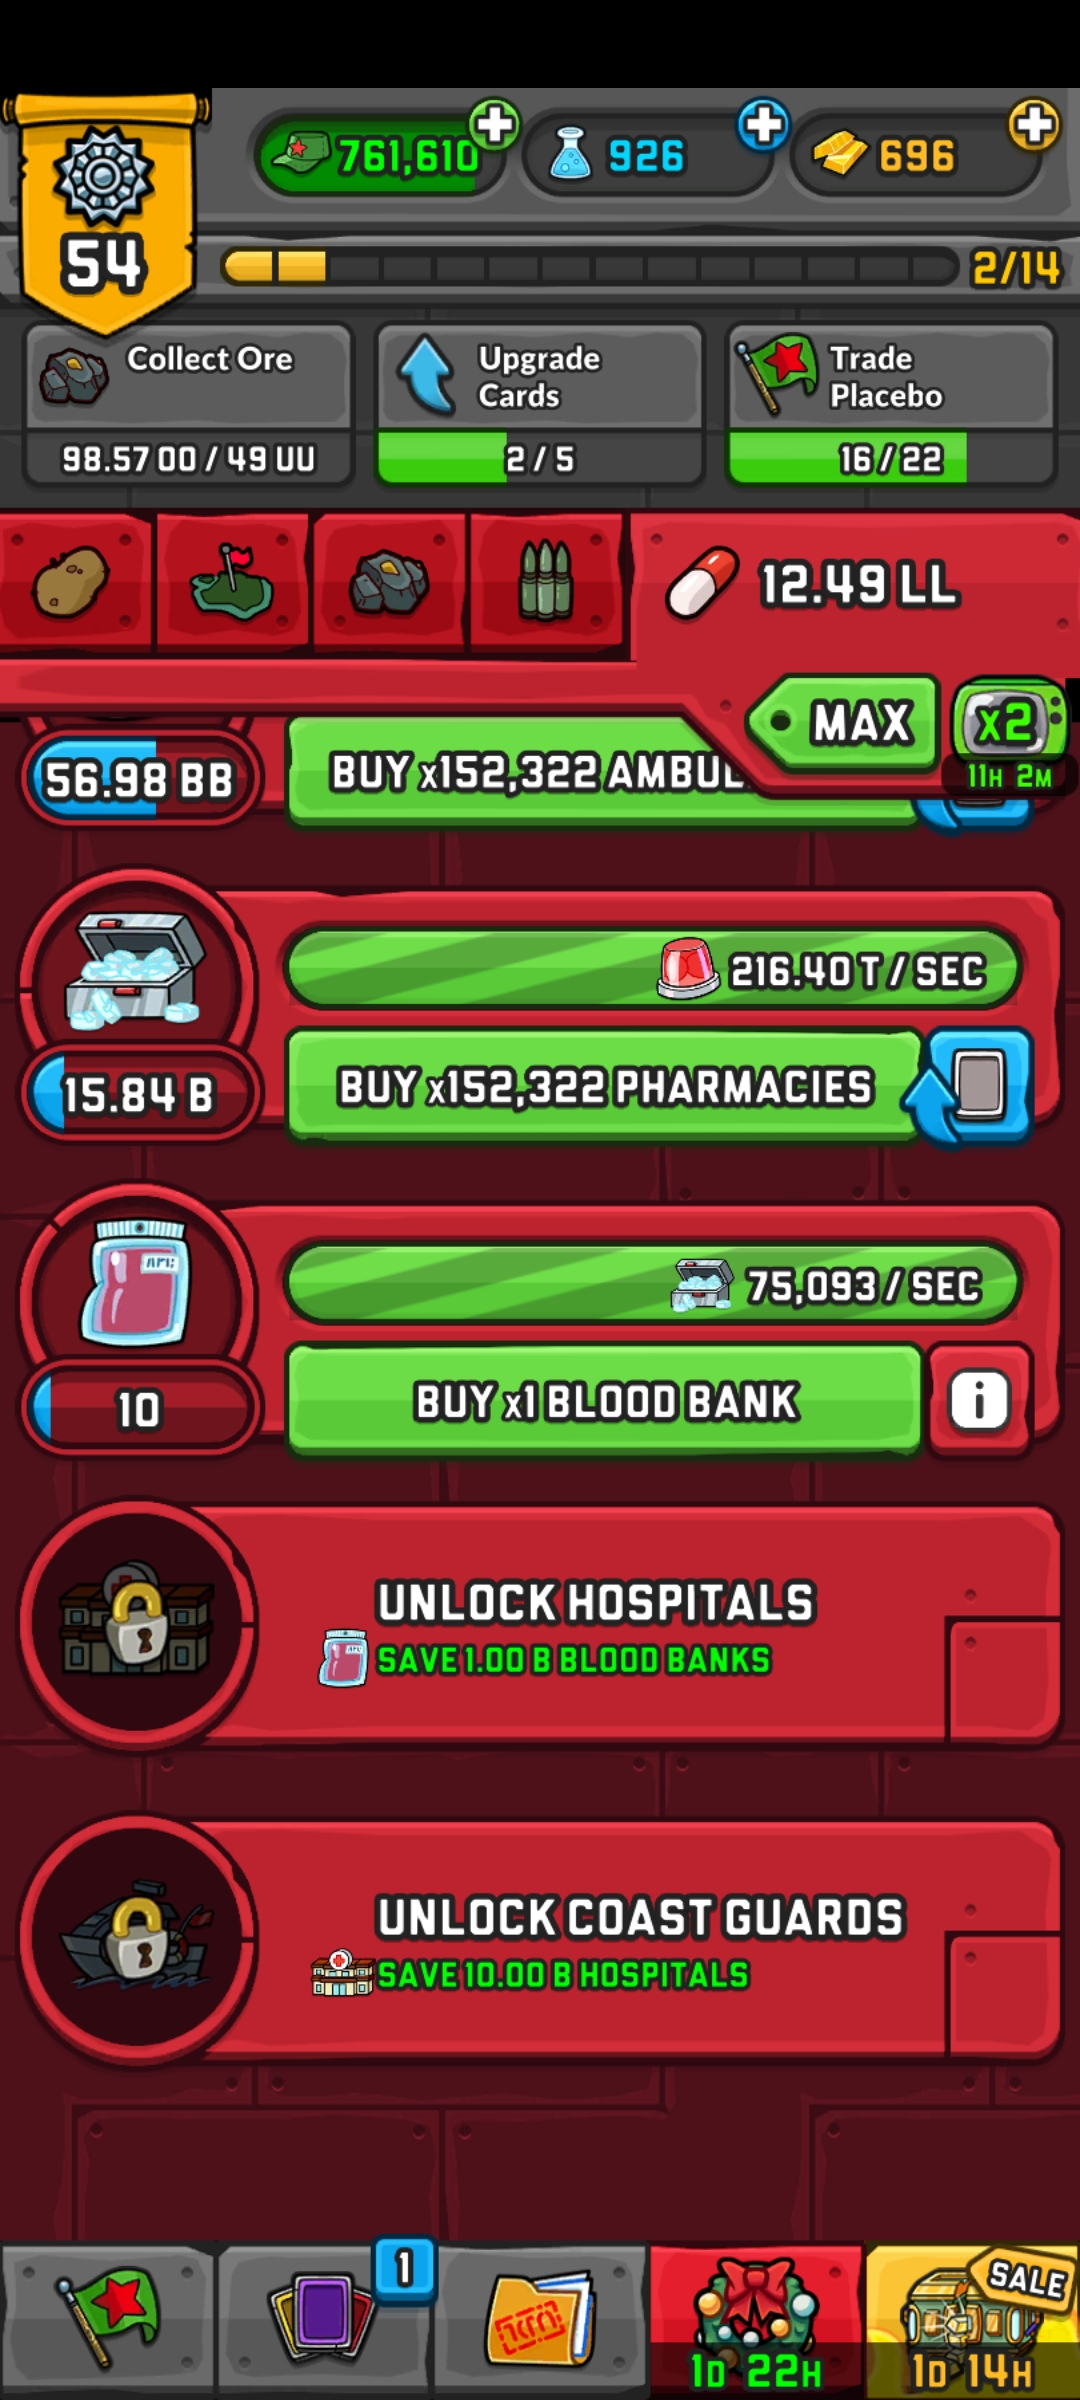 54
761,610
926
696
2/14
Collect Ore
98.57 OO / 49 UU
Upgrade
Cards
2 / 5
Trade
Placebo
16 / 22
12.49 LL
MAX
x2
11H 2M
56.98 BB
BUY x152,322
216.40 T / SEC
15.84 B
BUY x152,322 PHARMACIES
75,093 / SEC
10
BUY x1 BLOOD BANK
i
UNLOCK HOSPITALS
SAVE 1.00 B BLOOD BANKS
UNLOCK COAST GUARDS
SAVE 10.00 B HOSPITALS
1
SALE
1D 22H
1D 14H